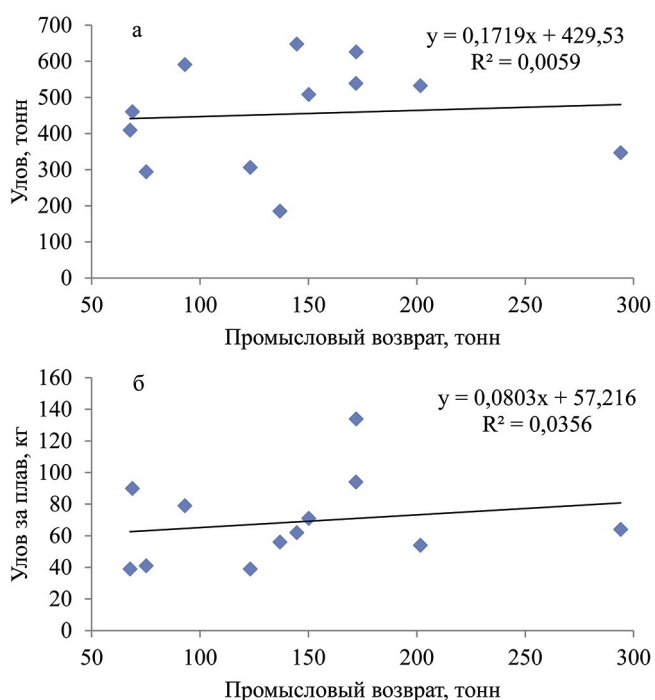 а
y = 0,1719x + 429,53
R² = 0,0059
Улов, тонн
700
600
500
400
300
200
100
0
50 100 150 200 250 300
Промысловый возврат, тонн
б
y = 0,0803x + 57,216
R² = 0,0356
Улов за плав, кг
160
140
120
100
80
60
40
20
0
50 100 150 200 250 300
Промысловый возврат, тонн